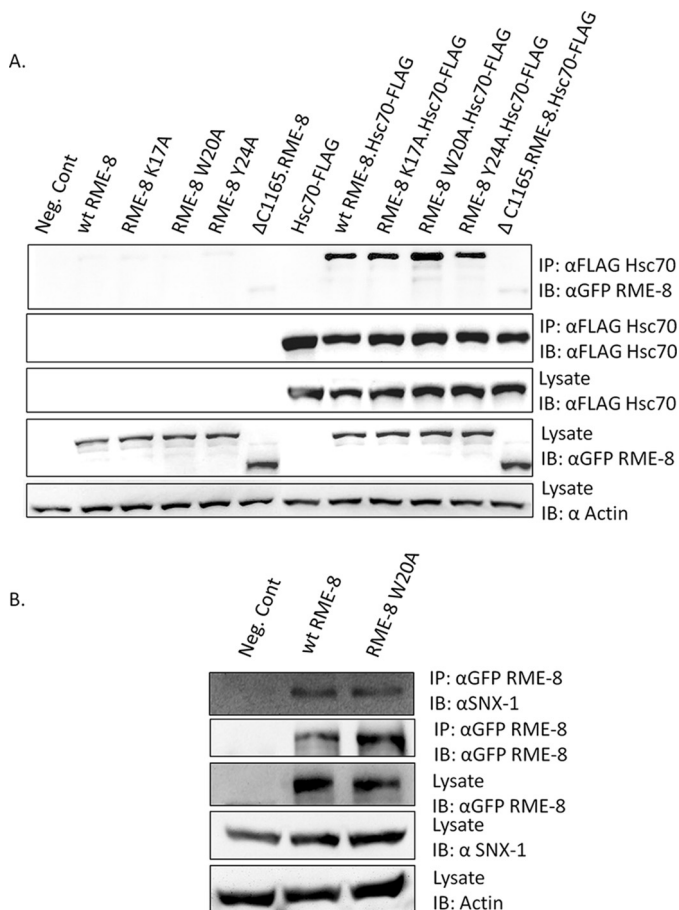 A.
Neg. Cont
wt RME-8
RME-8 K17A
RME-8 W20A
RME-8 Y24A
ΔC1165.RME-8
Hsc70-FLAG
wt RME-8.Hsc70-FLAG
RME-8 K17A.Hsc70-FLAG
RME-8 W20A.Hsc70-FLAG
RME-8 Y24A.Hsc70-FLAG
Δ C1165.RME-8.Hsc70-FLAG
IP: αFLAG Hsc70
IB: αGFP RME-8
IP: αFLAG Hsc70
IB: αFLAG Hsc70
Lysate
IB: αFLAG Hsc70
Lysate
IB: αGFP RME-8
Lysate
IB: α Actin
B.
Neg. Cont
wt RME-8
RME-8 W20A
IP: αGFP RME-8
IB: αSNX-1
IP: αGFP RME-8
IB: αGFP RME-8
Lysate
IB: αGFP RME-8
Lysate
IB: α SNX-1
Lysate
IB: Actin